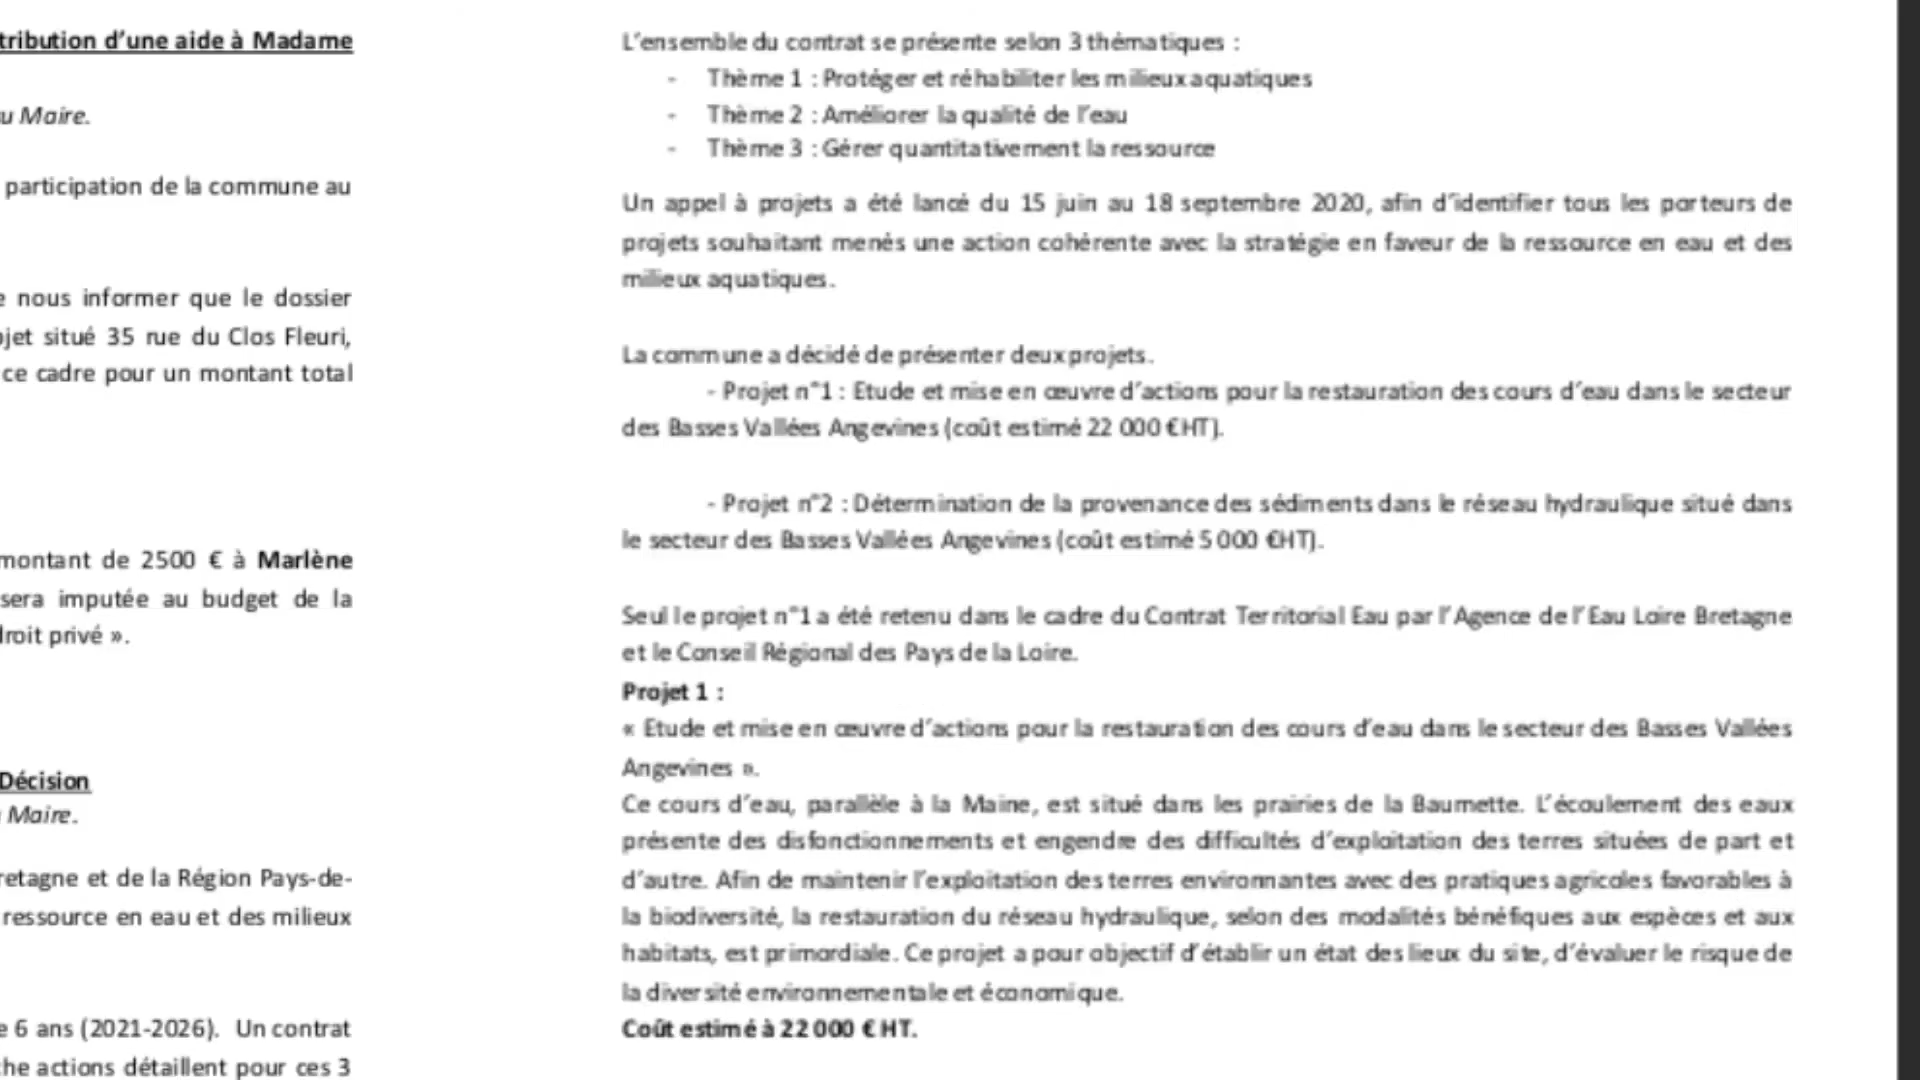 tribution d’une aide à Madame
u Maire.
participation de la commune au
e nous informer que le dossier
ojet situé 35 rue du Clos Fleuri,
ce cadre pour un montant total
montant de 2500 € à Marlène
sera imputée au budget de la
droit privé ».
Décision
Maire.
retagne et de la Région Pays-de-
ressource en eau et des milieux
e 6 ans (2021-2026). Un contrat
che actions détaillent pour ces 3
L’ensemble du contrat se présente selon 3 thématiques :
- Thème 1 : Protéger et réhabiliter les milieux aquatiques
- Thème 2 : Améliorer la qualité de l’eau
- Thème 3 : Gérer quantitativement la ressource
Un appel à projets a été lancé du 15 juin au 18 septembre 2020, afin d’identifier tous les porteurs de
projets souhaitant menés une action cohérente avec la stratégie en faveur de la ressource en eau et des
milieux aquatiques.
La commune a décidé de présenter deux projets.
- Projet n°1 : Etude et mise en œuvre d’actions pour la restauration des cours d’eau dans le secteur
des Basses Vallées Angevines (coût estimé 22 000 €HT).
- Projet n°2 : Détermination de la provenance des sédiments dans le réseau hydraulique situé dans
le secteur des Basses Vallées Angevines (coût estimé 5 000 €HT).
Seul le projet n°1 a été retenu dans le cadre du Contrat Territorial Eau par l’Agence de l’Eau Loire Bretagne
et le Conseil Régional des Pays de la Loire.
Projet 1 :
« Etude et mise en œuvre d’actions pour la restauration des cours d’eau dans le secteur des Basses Vallées
Angevines ».
Ce cours d’eau, parallèle à la Maine, est situé dans les prairies de la Baumette. L’écoulement des eaux
présente des disfonctionnements et engendre des difficultés d’exploitation des terres situées de part et
d’autre. Afin de maintenir l’exploitation des terres environnantes avec des pratiques agricoles favorables à
la biodiversité, la restauration du réseau hydraulique, selon des modalités bénéfiques aux espèces et aux
habitats, est primordiale. Ce projet a pour objectif d’établir un état des lieux du site, d’évaluer le risque de
la diversité environnementale et économique.
Coût estimé à 22 000 € HT.